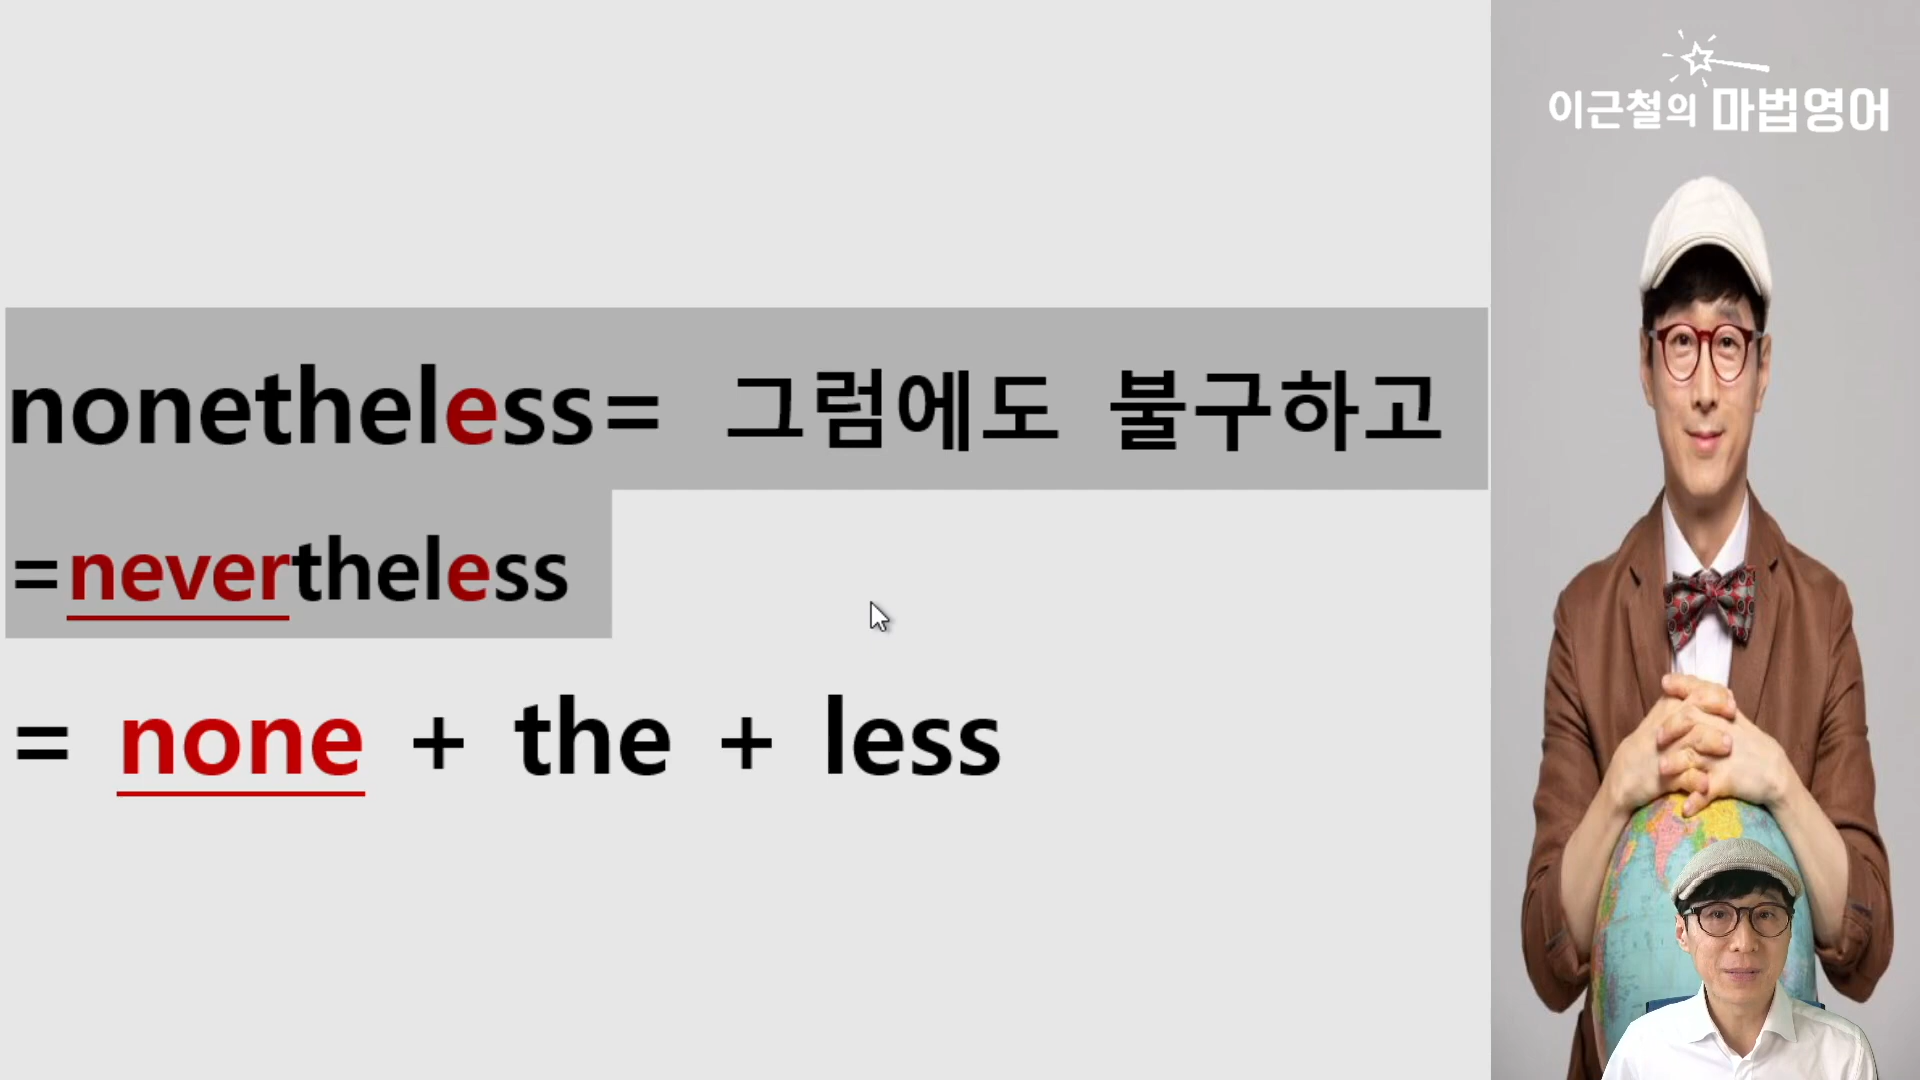 이근철의 마법영어
nonetheless= 그럼에도 불구하고
=nevertheless
= none + the + less